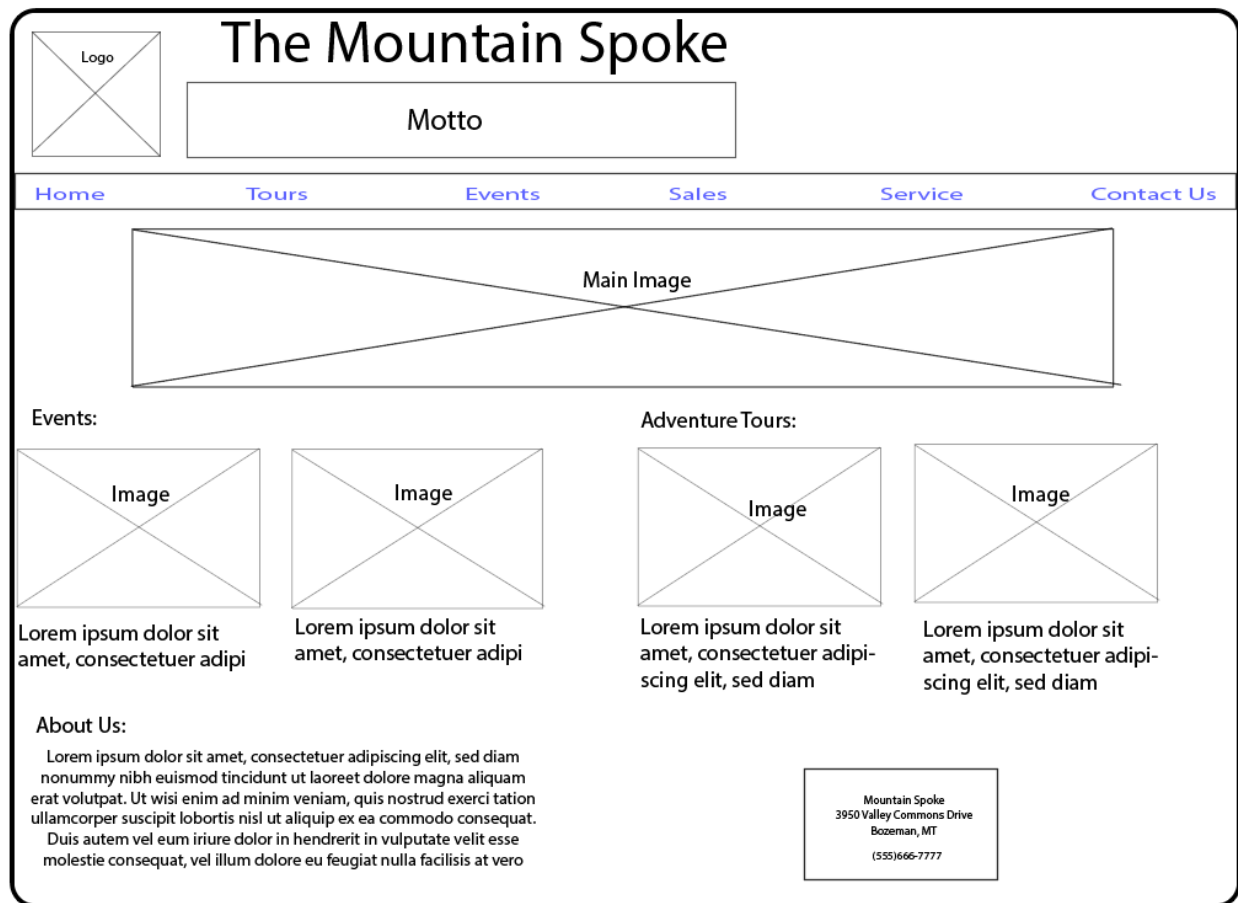 Logo
The Mountain Spoke
Motto
Home Tours Events Sales Service Contact Us
Main Image
Events:
Image
Lorem ipsum dolor sit
amet, consectetuer adipi
Image
Lorem ipsum dolor sit
amet, consectetuer adipi
Adventure Tours:
Image
Lorem ipsum dolor sit
amet, consectetuer adipi-
scing elit, sed diam
Image
Lorem ipsum dolor sit
amet, consectetuer adipi-
scing elit, sed diam
About Us:
Lorem ipsum dolor sit amet, consectetuer adipiscing elit, sed diam
nonummy nibh euismod tincidunt ut laoreet dolore magna aliquam
erat volutpat. Ut wisi enim ad minim veniam, quis nostrud exerci tation
ullamcorper suscipit lobortis nisl ut aliquip ex ea commodo consequat.
Duis autem vel eum iriure dolor in hendrerit in vulputate velit esse
molestie consequat, vel illum dolore eu feugiat nulla facilisis at vero
Mountain Spoke
3950 Valley Commons Drive
Bozeman, MT
(555)666-7777